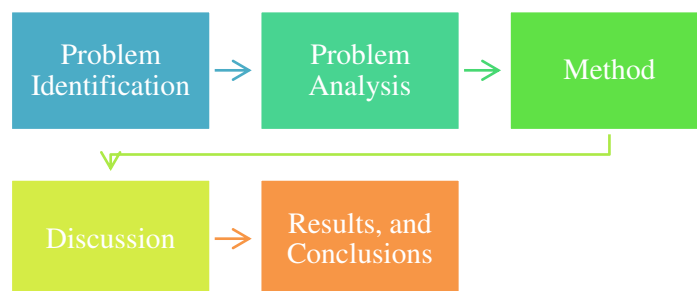 Problem
Identification
Problem
Analysis
Method
Discussion
Results, and
Conclusions